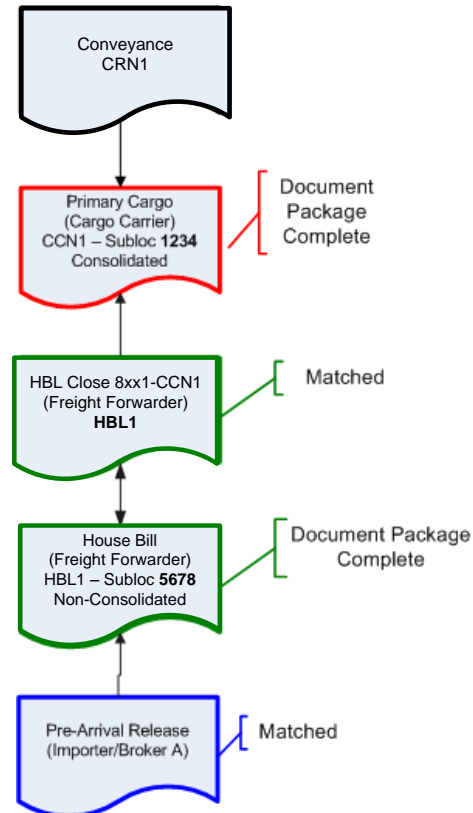 Conveyance
CRN1
Primary Cargo
(Cargo Carrier)
CCN1 – Subloc 1234
Consolidated
Document
Package
Complete
HBL Close 8xx1-CCN1
(Freight Forwarder)
HBL1
Matched
House Bill
(Freight Forwarder)
HBL1 – Subloc 5678
Non-Consolidated
Document Package
Complete
Pre-Arrival Release
(Importer/Broker A)
Matched